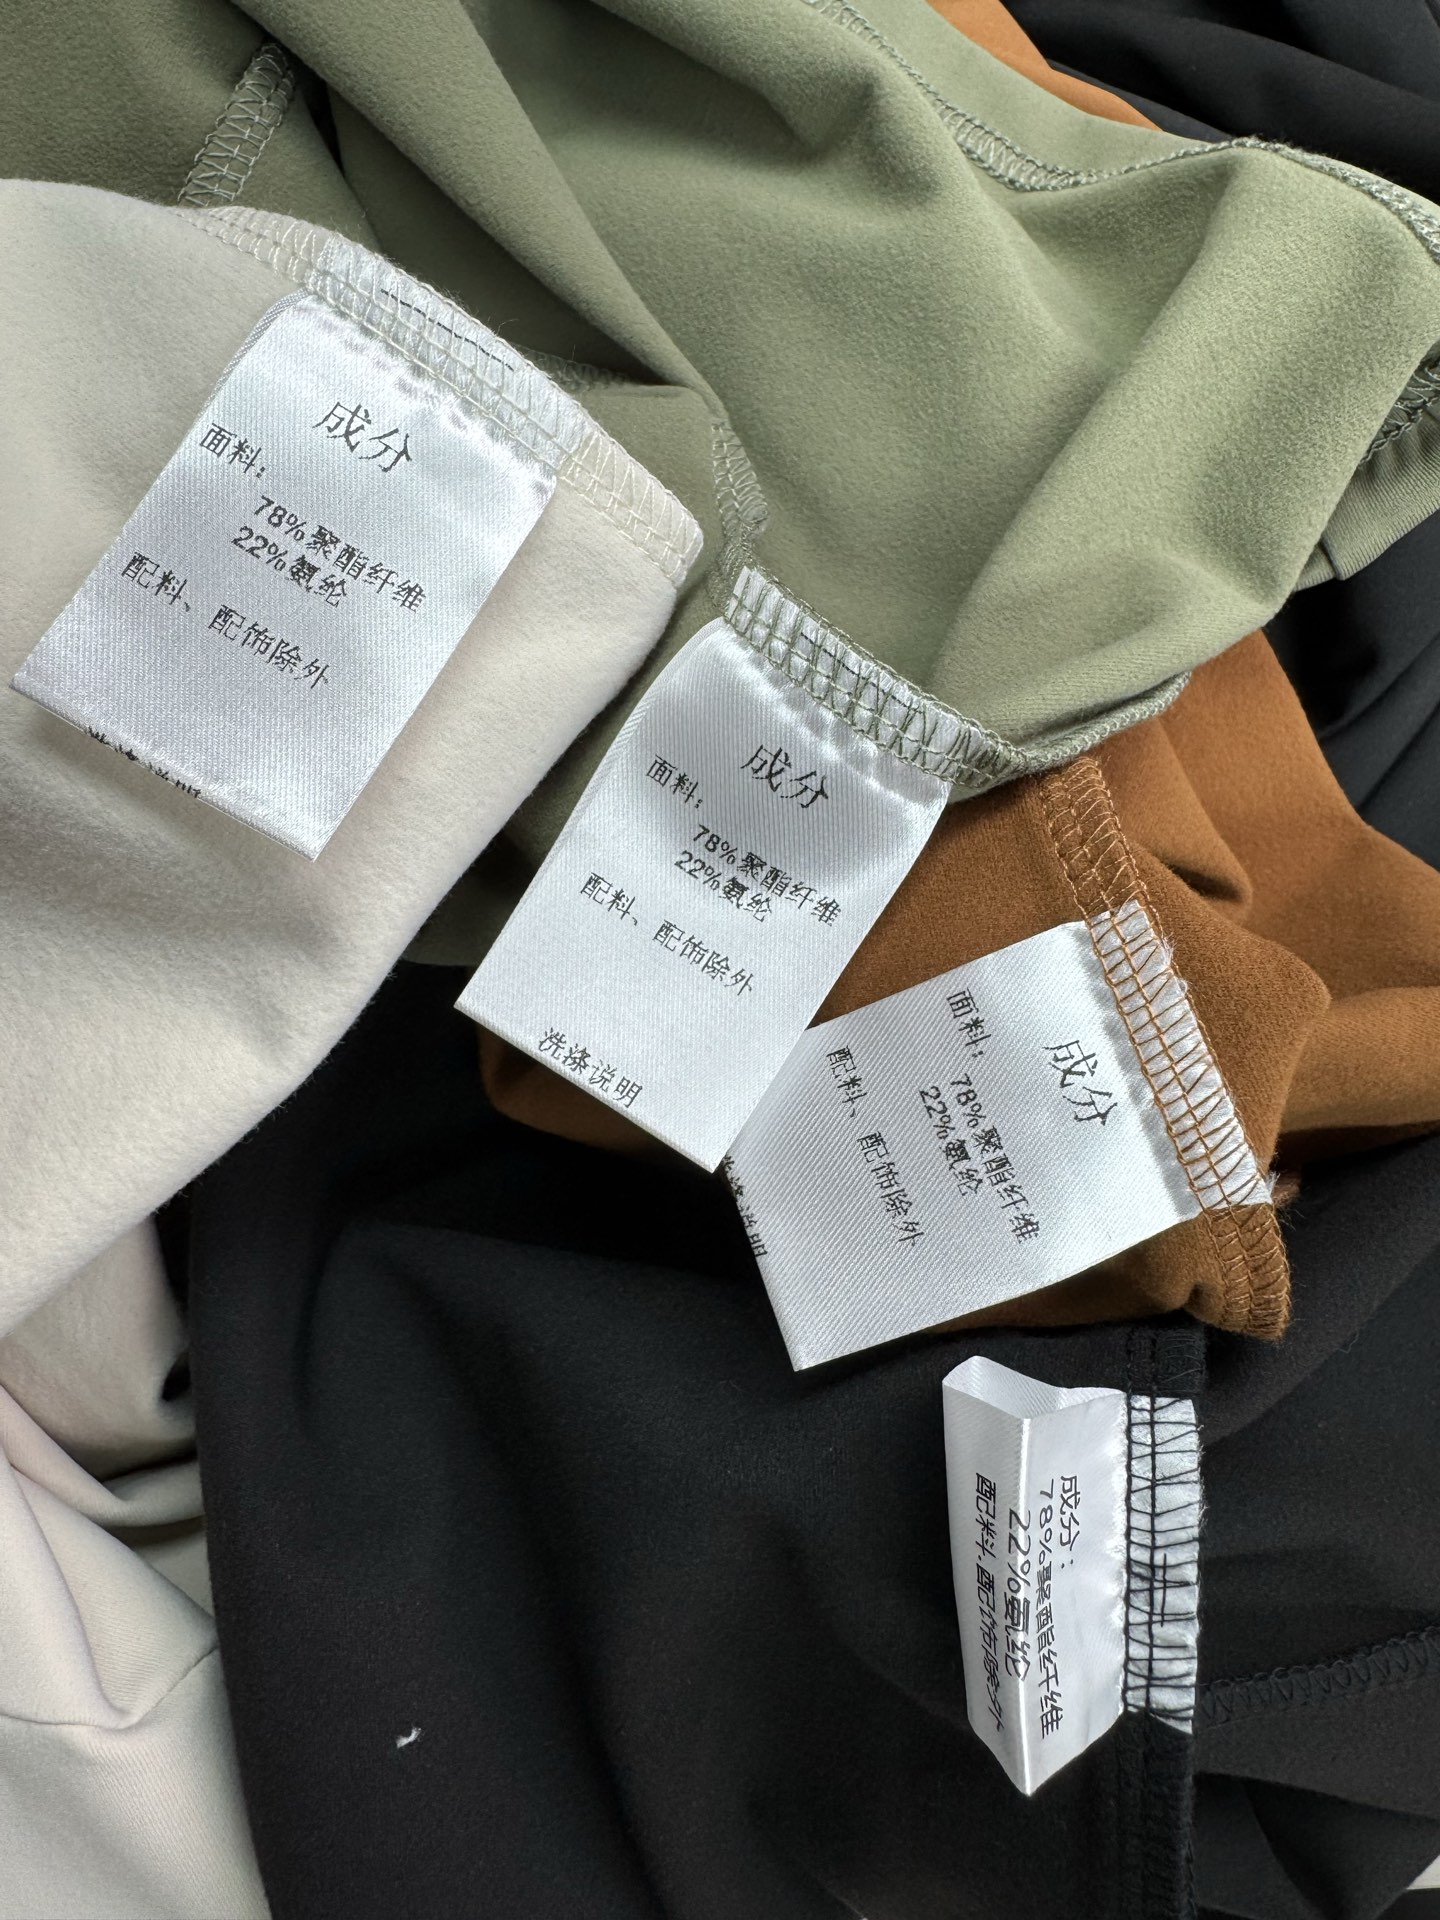 成分
面料：
78%聚酯纤维
22%氨纶
配料、配饰除外
成分
面料：
78%聚酯纤维
22%氨纶
配料、配饰除外
洗涤说明
成分
面料：
78%聚酯纤维
22%氨纶
配料、配饰除外
成分：
78%聚酯纤维
22%氨纶
配料.配饰除外